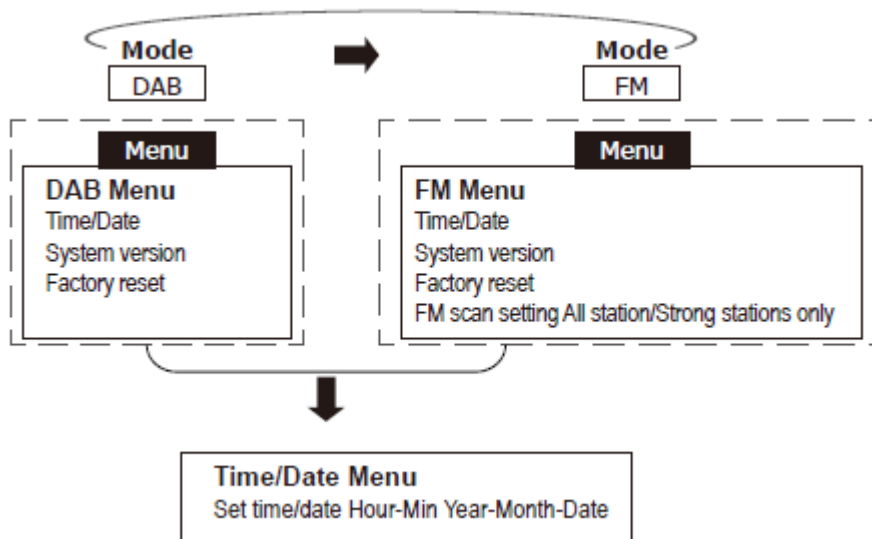 Mode
DAB
Mode
FM
Menu
DAB Menu
Time/Date
System version
Factory reset
Menu
FM Menu
Time/Date
System version
Factory reset
FM scan setting All station/Strong stations only
Time/Date Menu
Set time/date Hour-Min Year-Month-Date